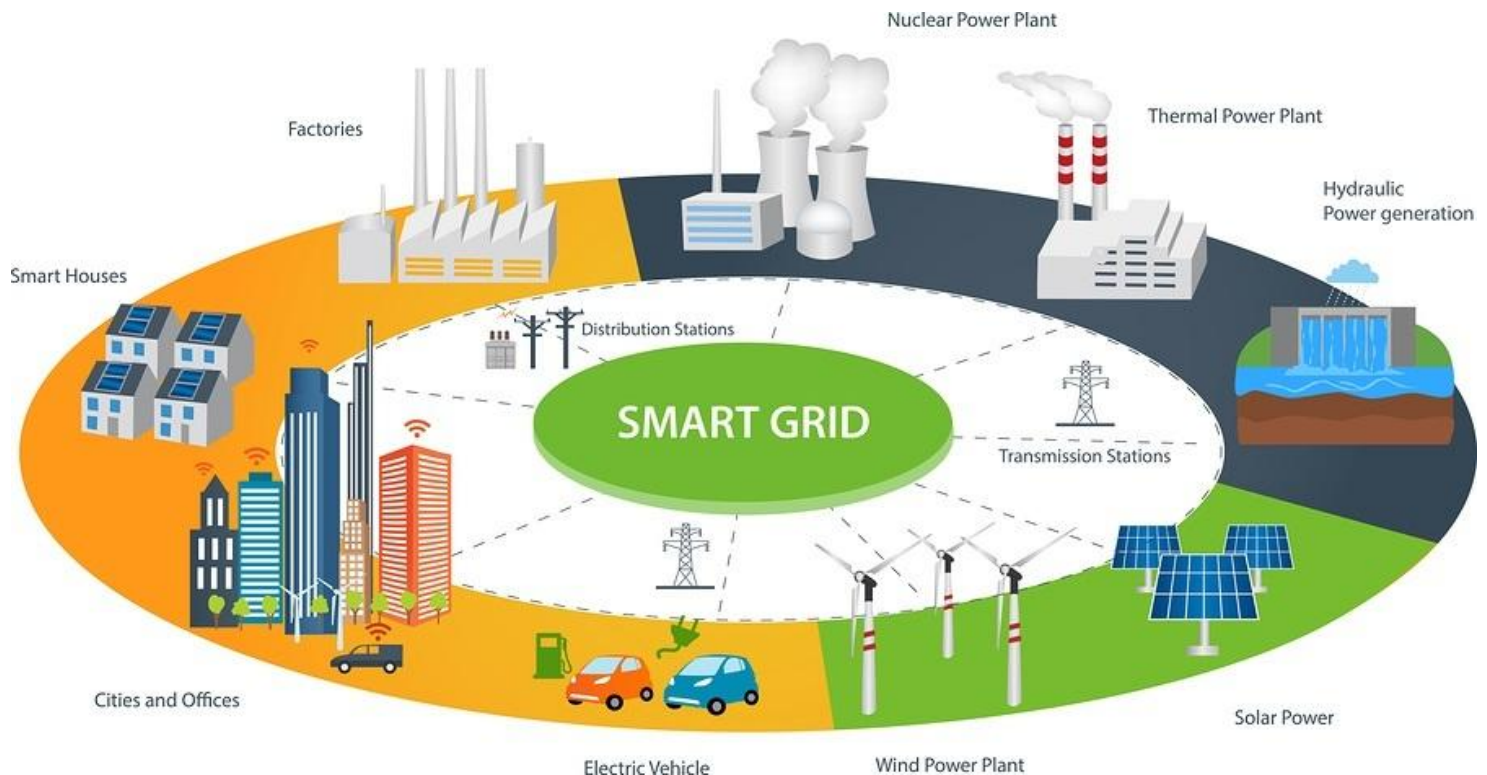 Nuclear Power Plant
Factories
Thermal Power Plant
Hydraulic
Power generation
Smart Houses
Distribution Stations
SMART GRID
Transmission Stations
Cities and Offices
Solar Power
Electric Vehicle
Wind Power Plant